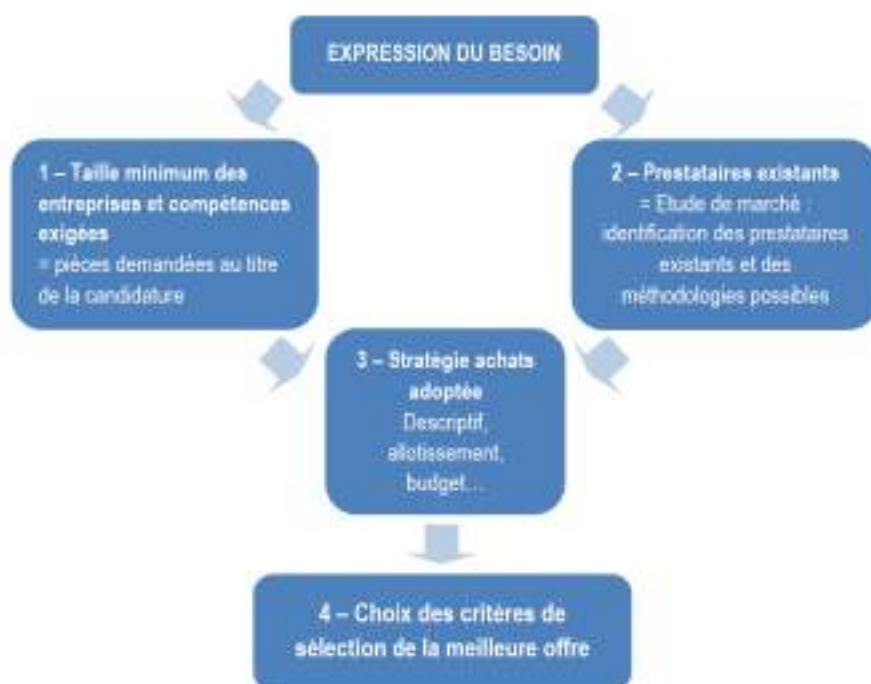 EXPRESSION DU BESOIN
1 – Taille minimum des
entreprises et compétences
exigées
= pièces demandées au titre
de la candidature
2 – Prestataires existants
= Etude de marché :
identification des prestataires
existants et des
méthodologies possibles
3 – Stratégie achats
adoptée
Descriptif,
allotissement,
budget...
4 – Choix des critères de
sélection de la meilleure offre